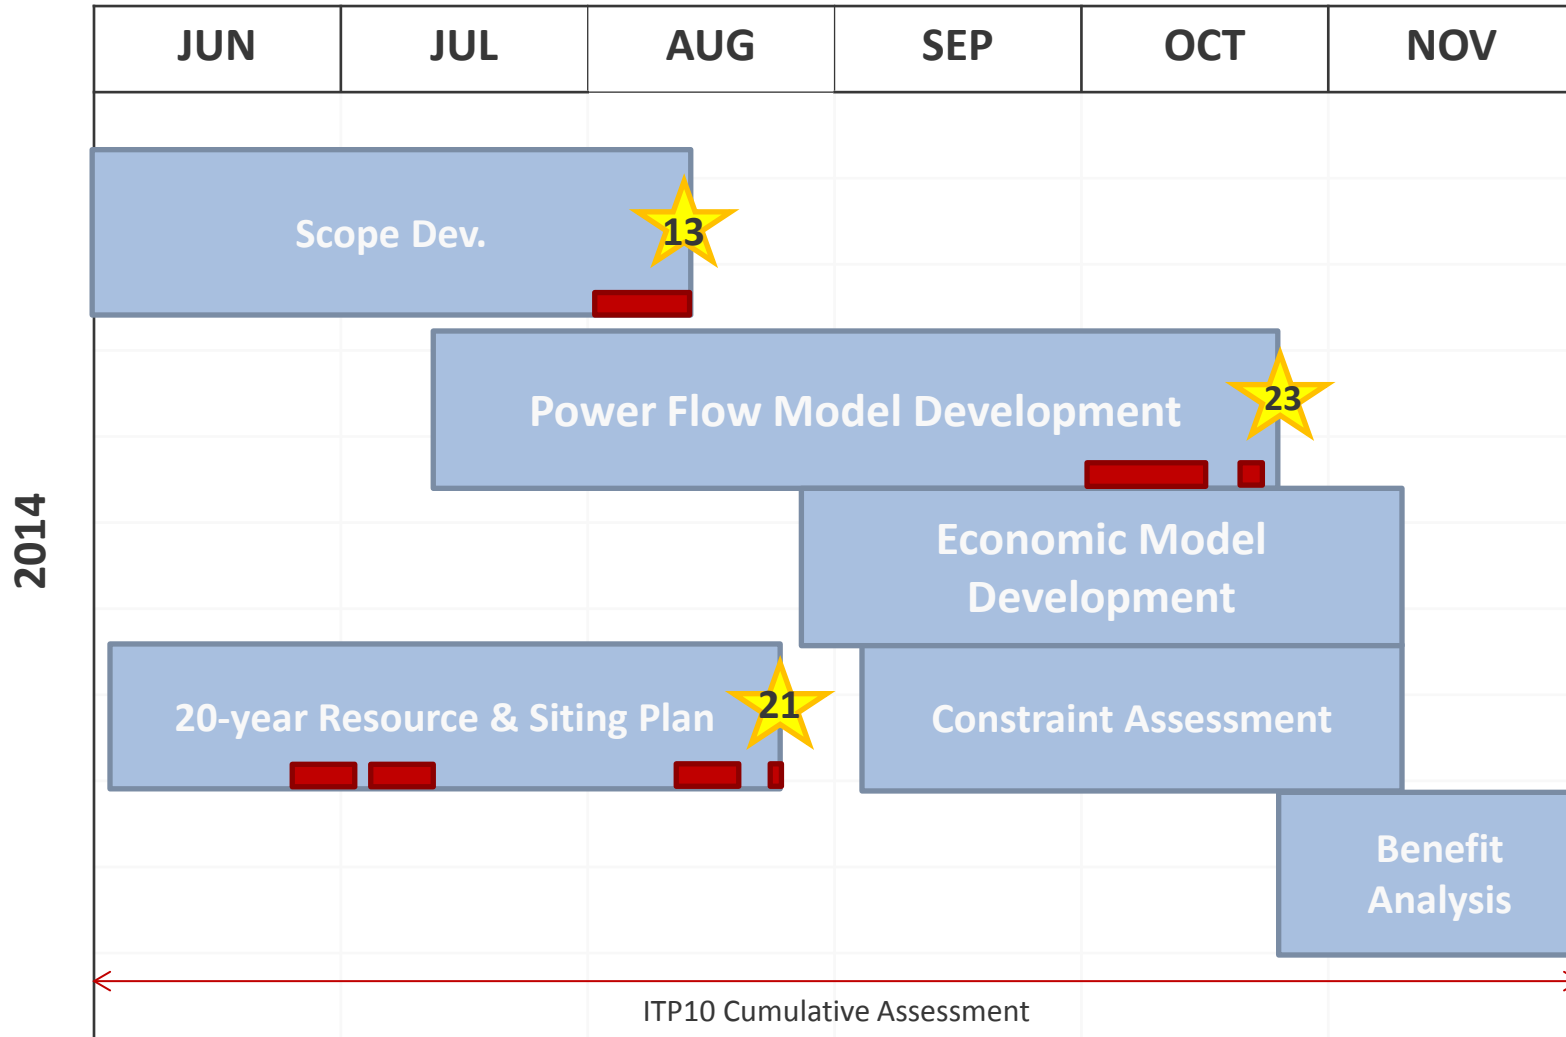 JUN JUL AUG SEP OCT NOV
2014
Scope Dev.
13
Power Flow Model Development
23
Economic Model
Development
20-year Resource & Siting Plan
21
Constraint Assessment
Benefit
Analysis
ITP10 Cumulative Assessment